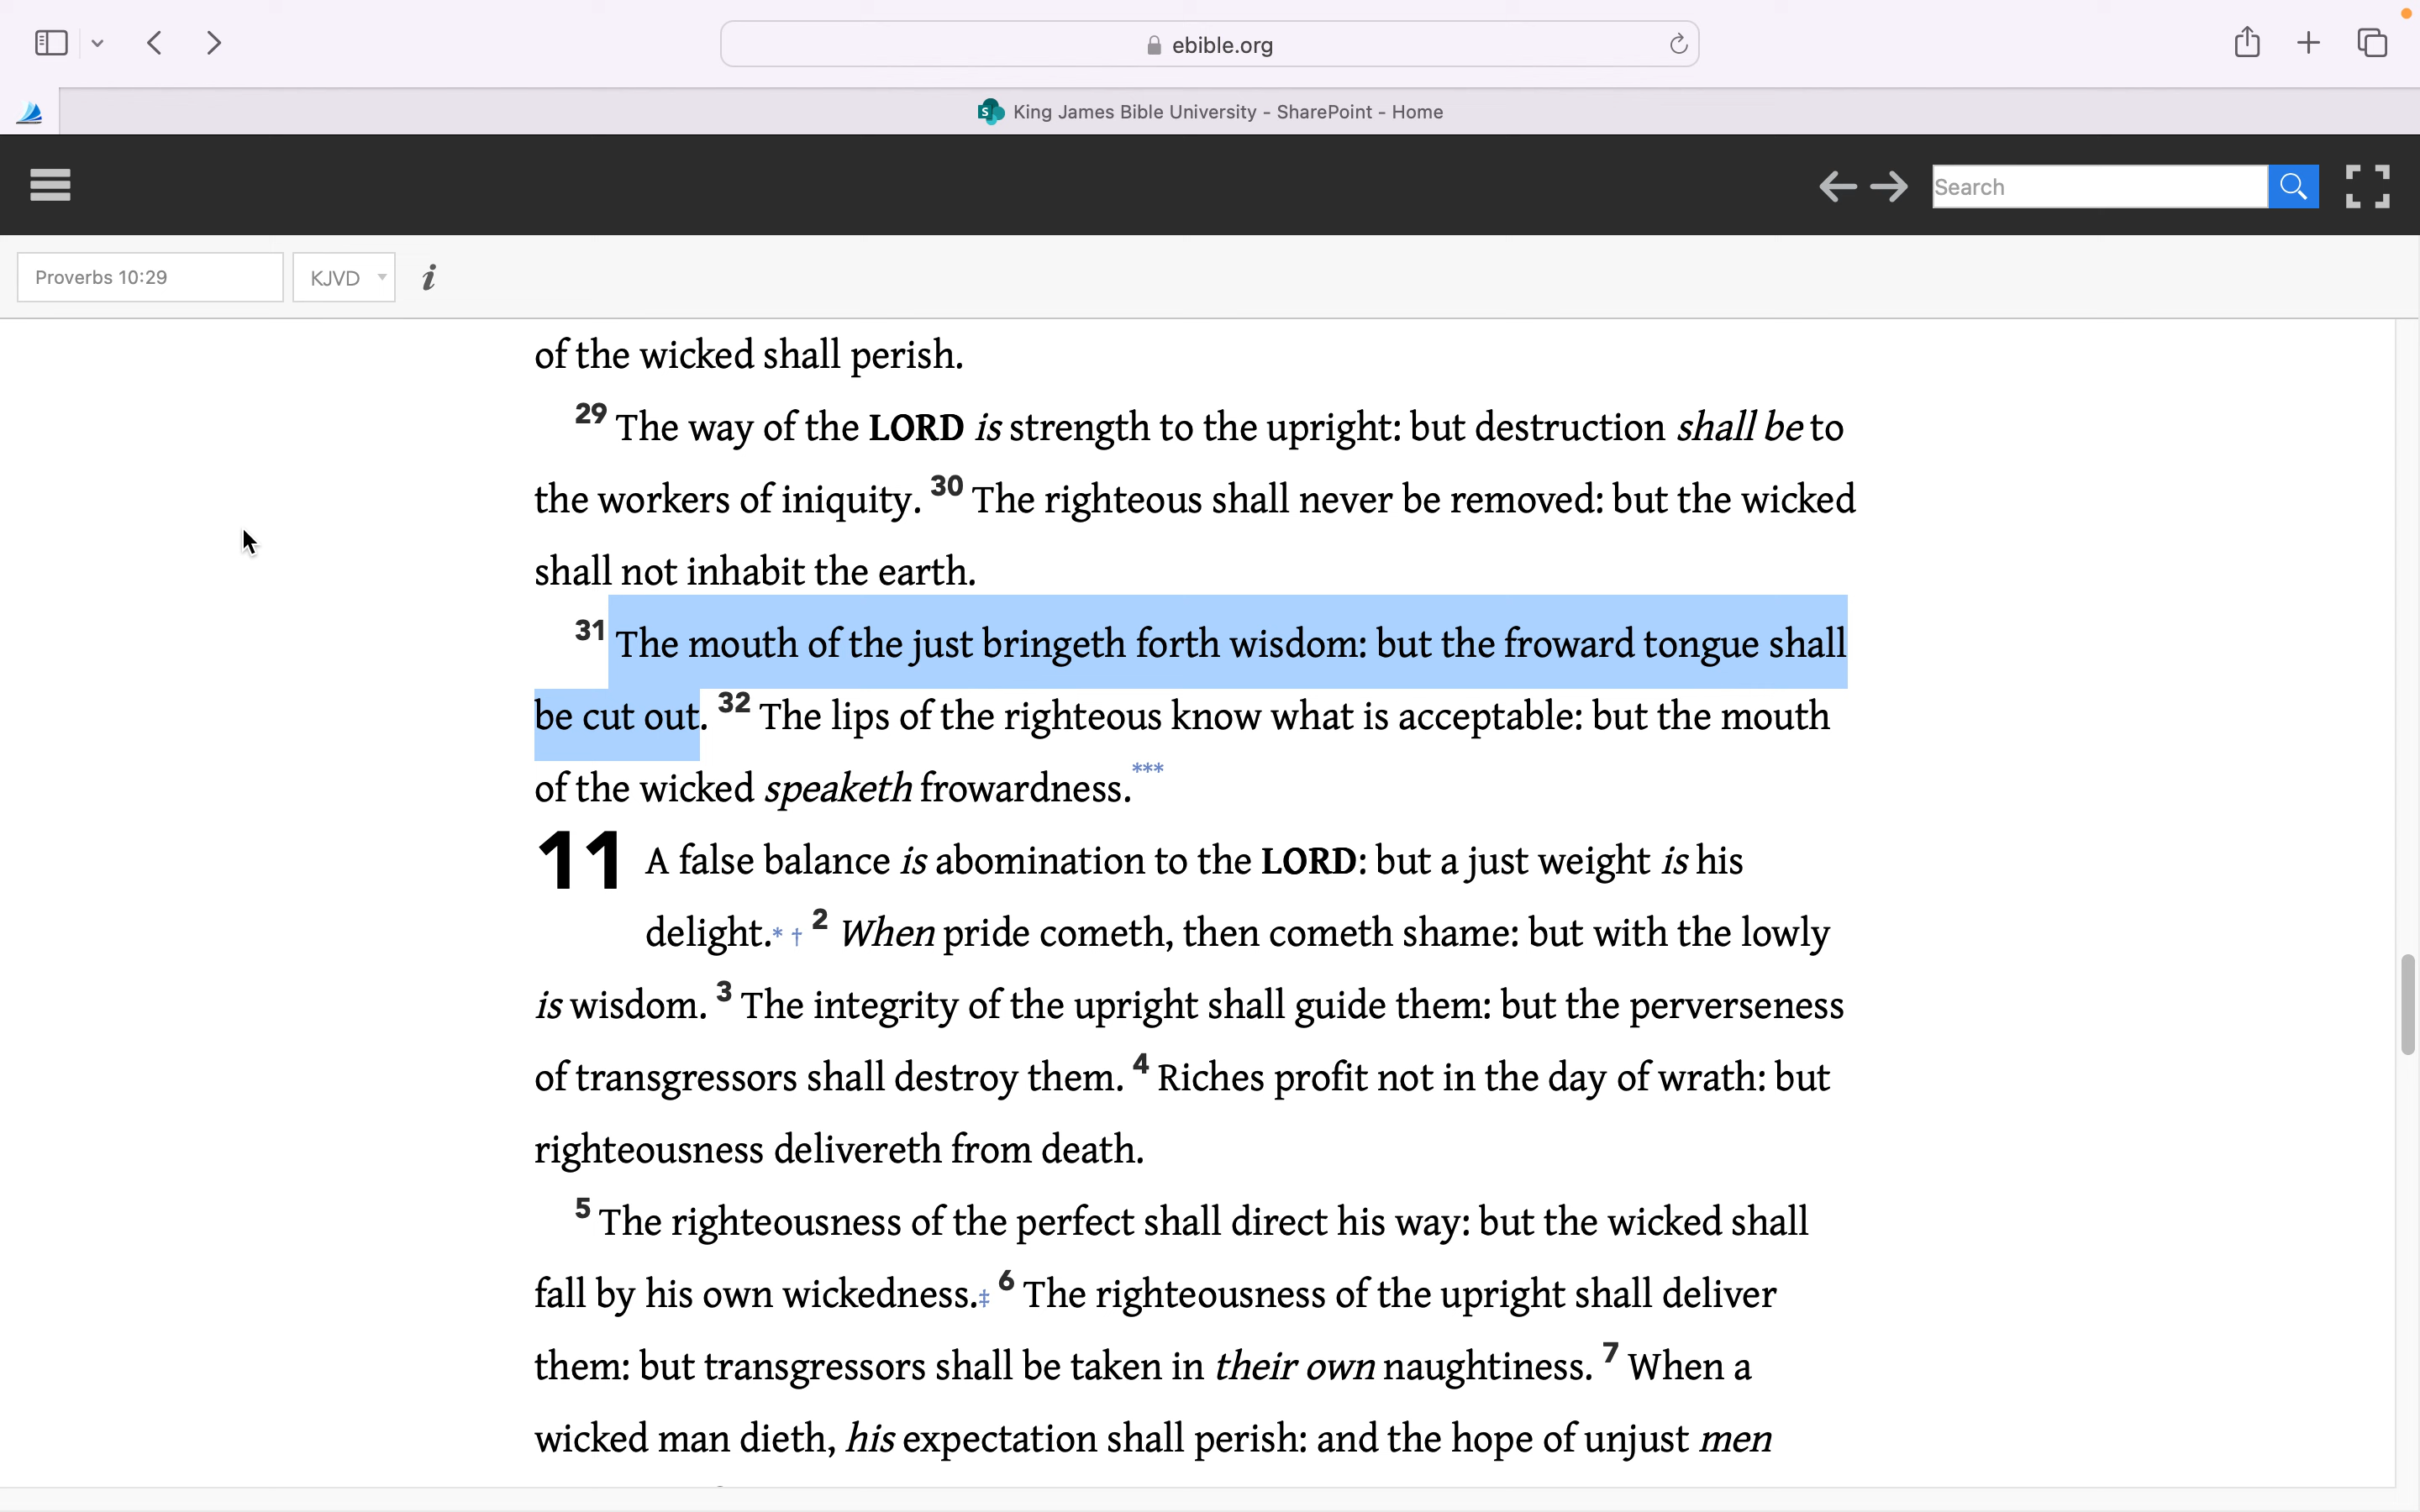 ebible.org
King James Bible University - SharePoint - Home
Search
Proverbs 10:29 KJVD i
of the wicked shall perish.
29 The way of the LORD is strength to the upright: but destruction shall be to
the workers of iniquity. 30 The righteous shall never be removed: but the wicked
shall not inhabit the earth.
31 The mouth of the just bringeth forth wisdom: but the froward tongue shall
be cut out. 32 The lips of the righteous know what is acceptable: but the mouth
of the wicked speaketh frowardness.***
11 A false balance is abomination to the LORD: but a just weight is his
delight.* † 2 When pride cometh, then cometh shame: but with the lowly
is wisdom. 3 The integrity of the upright shall guide them: but the perverseness
of transgressors shall destroy them. 4 Riches profit not in the day of wrath: but
righteousness delivereth from death.
5 The righteousness of the perfect shall direct his way: but the wicked shall
fall by his own wickedness.‡ 6 The righteousness of the upright shall deliver
them: but transgressors shall be taken in their own naughtiness. 7 When a
wicked man dieth, his expectation shall perish: and the hope of unjust men